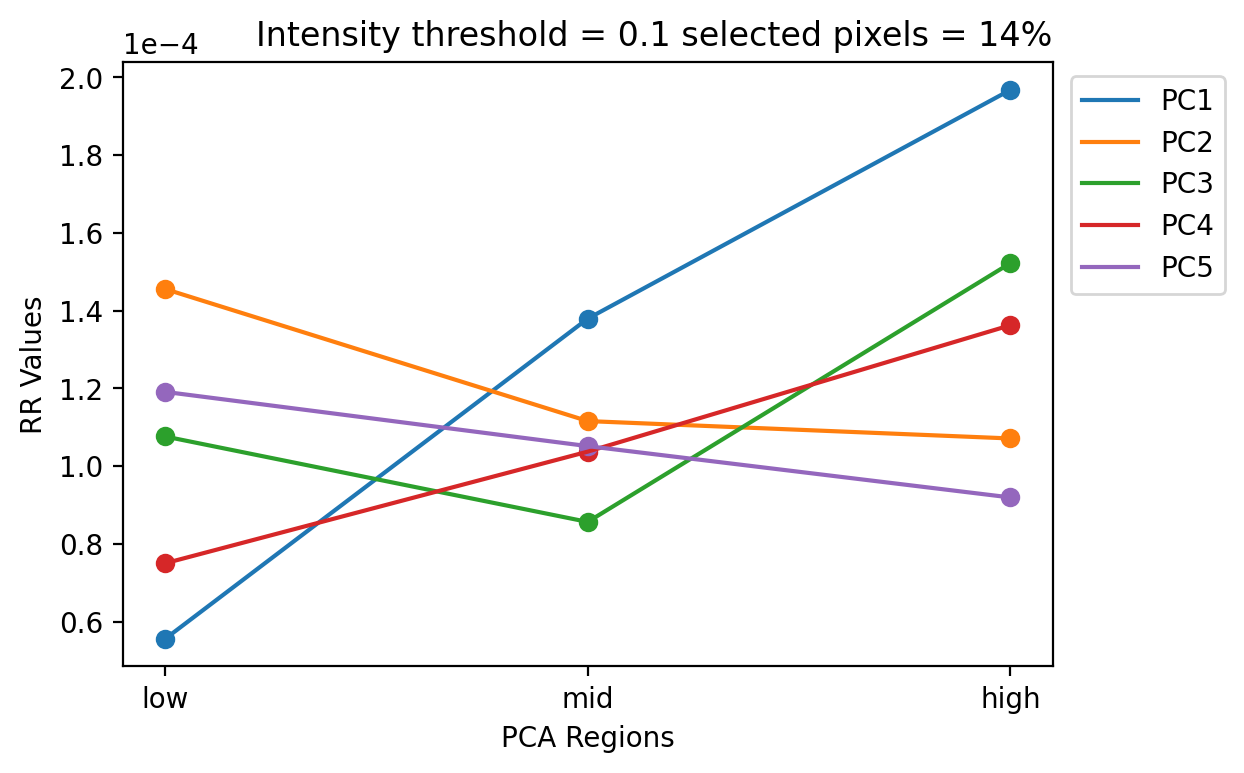 Intensity threshold = 0.1 selected pixels = 14%
1e−4
2.0
1.8
1.6
1.4
1.2
1.0
0.8
0.6
RR Values
low
mid
high
PCA Regions
PC1
PC2
PC3
PC4
PC5